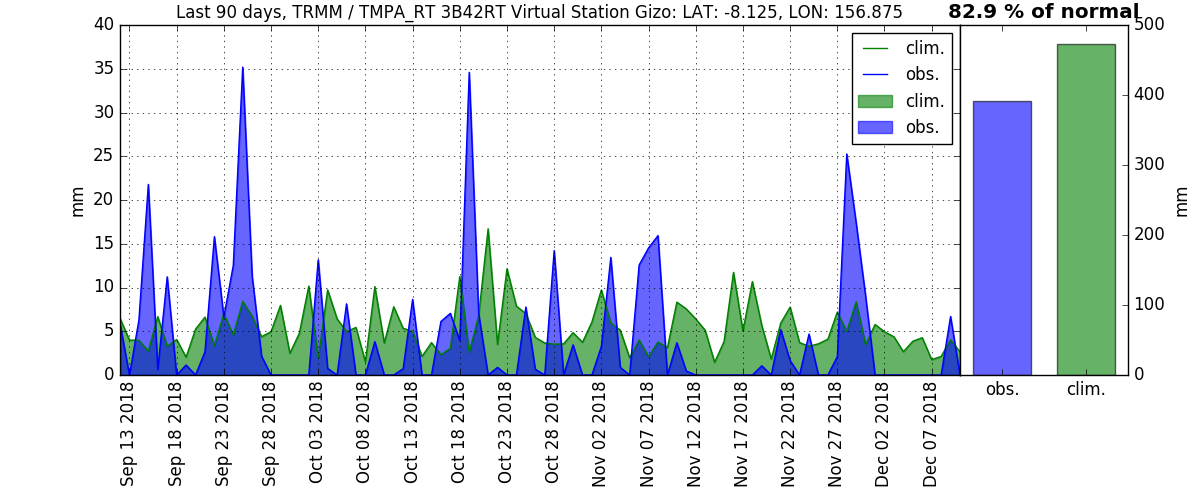 Last 90 days, TRMM / TMPA_RT 3B42RT Virtual Station Gizo: LAT: -8.125, LON: 156.875
82.9 % of normal
40
35
30
25
20
15
10
5
0
mm
clim.
obs.
clim.
obs.
Sep 13 2018
Sep 18 2018
Sep 23 2018
Sep 28 2018
Oct 03 2018
Oct 08 2018
Oct 13 2018
Oct 18 2018
Oct 23 2018
Oct 28 2018
Nov 02 2018
Nov 07 2018
Nov 12 2018
Nov 17 2018
Nov 22 2018
Nov 27 2018
Dec 02 2018
Dec 07 2018
500
400
300
200
100
0
mm
obs.
clim.